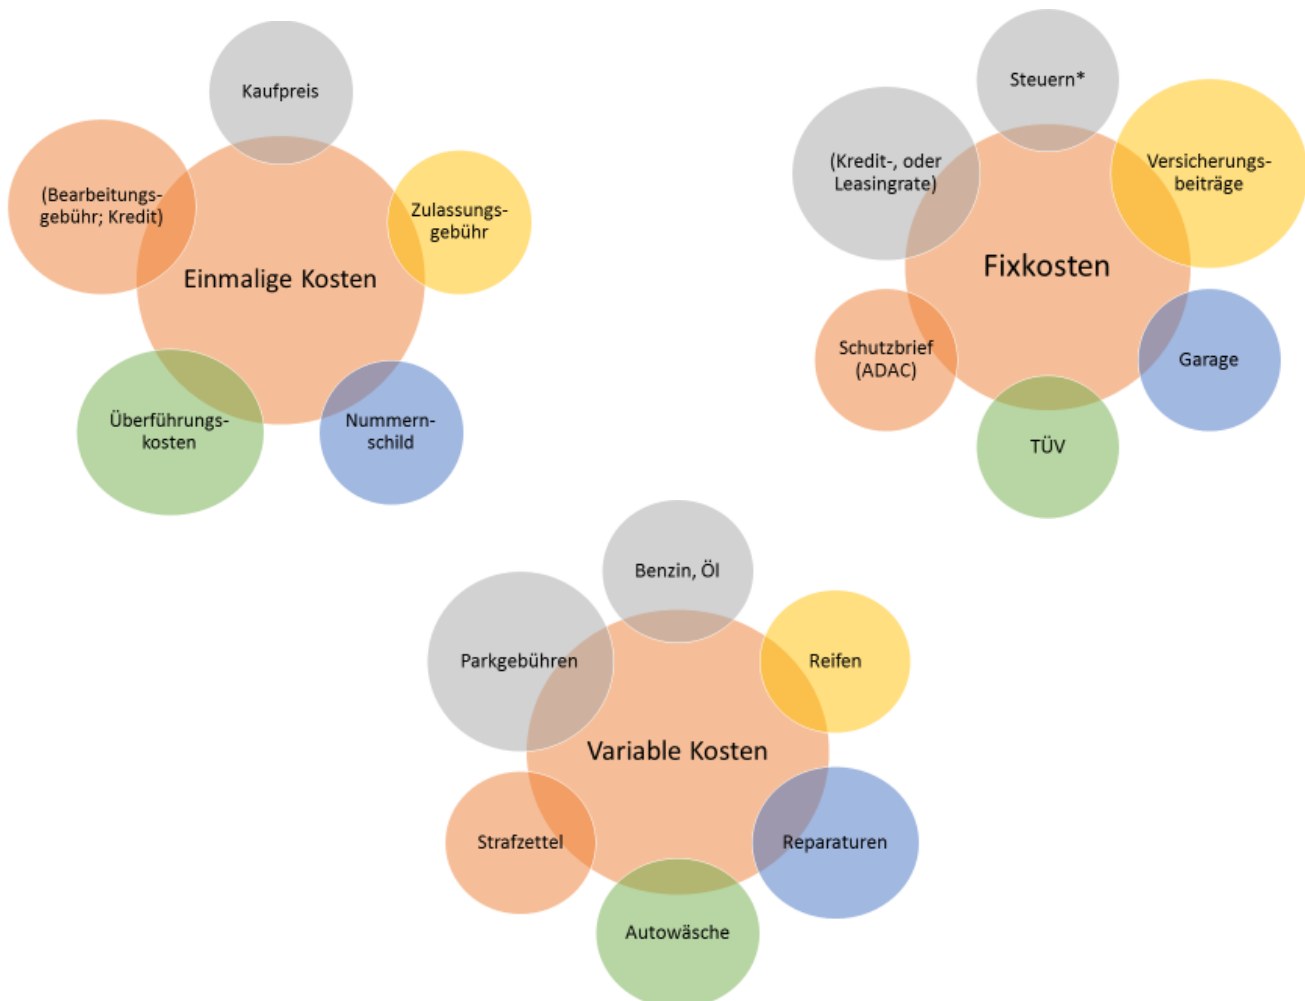 Kaufpreis
(Bearbeitungs-
gebühr; Kredit)
Zulassungs-
gebühr
Einmalige Kosten
Überführungs-
kosten
Nummern-
schild
Steuern*
(Kredit-, oder
Leasingrate)
Versicherungs-
beiträge
Fixkosten
Schutzbrief
(ADAC)
Garage
TÜV
Benzin, Öl
Parkgebühren
Reifen
Variable Kosten
Strafzettel
Reparaturen
Autowäsche